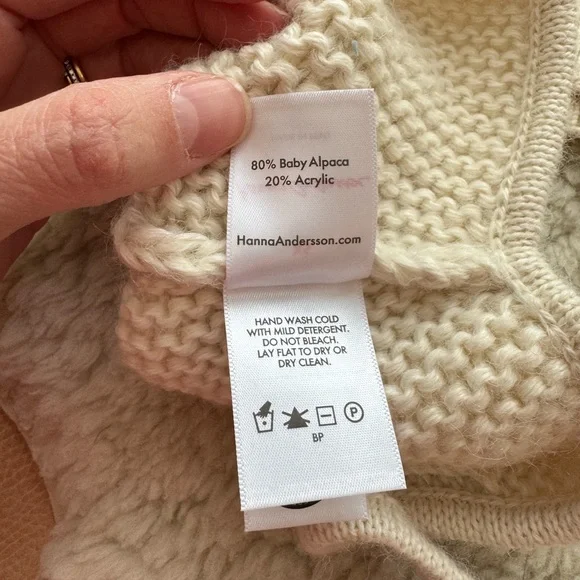 80% Baby Alpaca
20% Acrylic
HannaAndersson.com
HAND WASH COLD
WITH MILD DETERGENT.
DO NOT BLEACH.
LAY FLAT TO DRY OR
DRY CLEAN.
P
BP